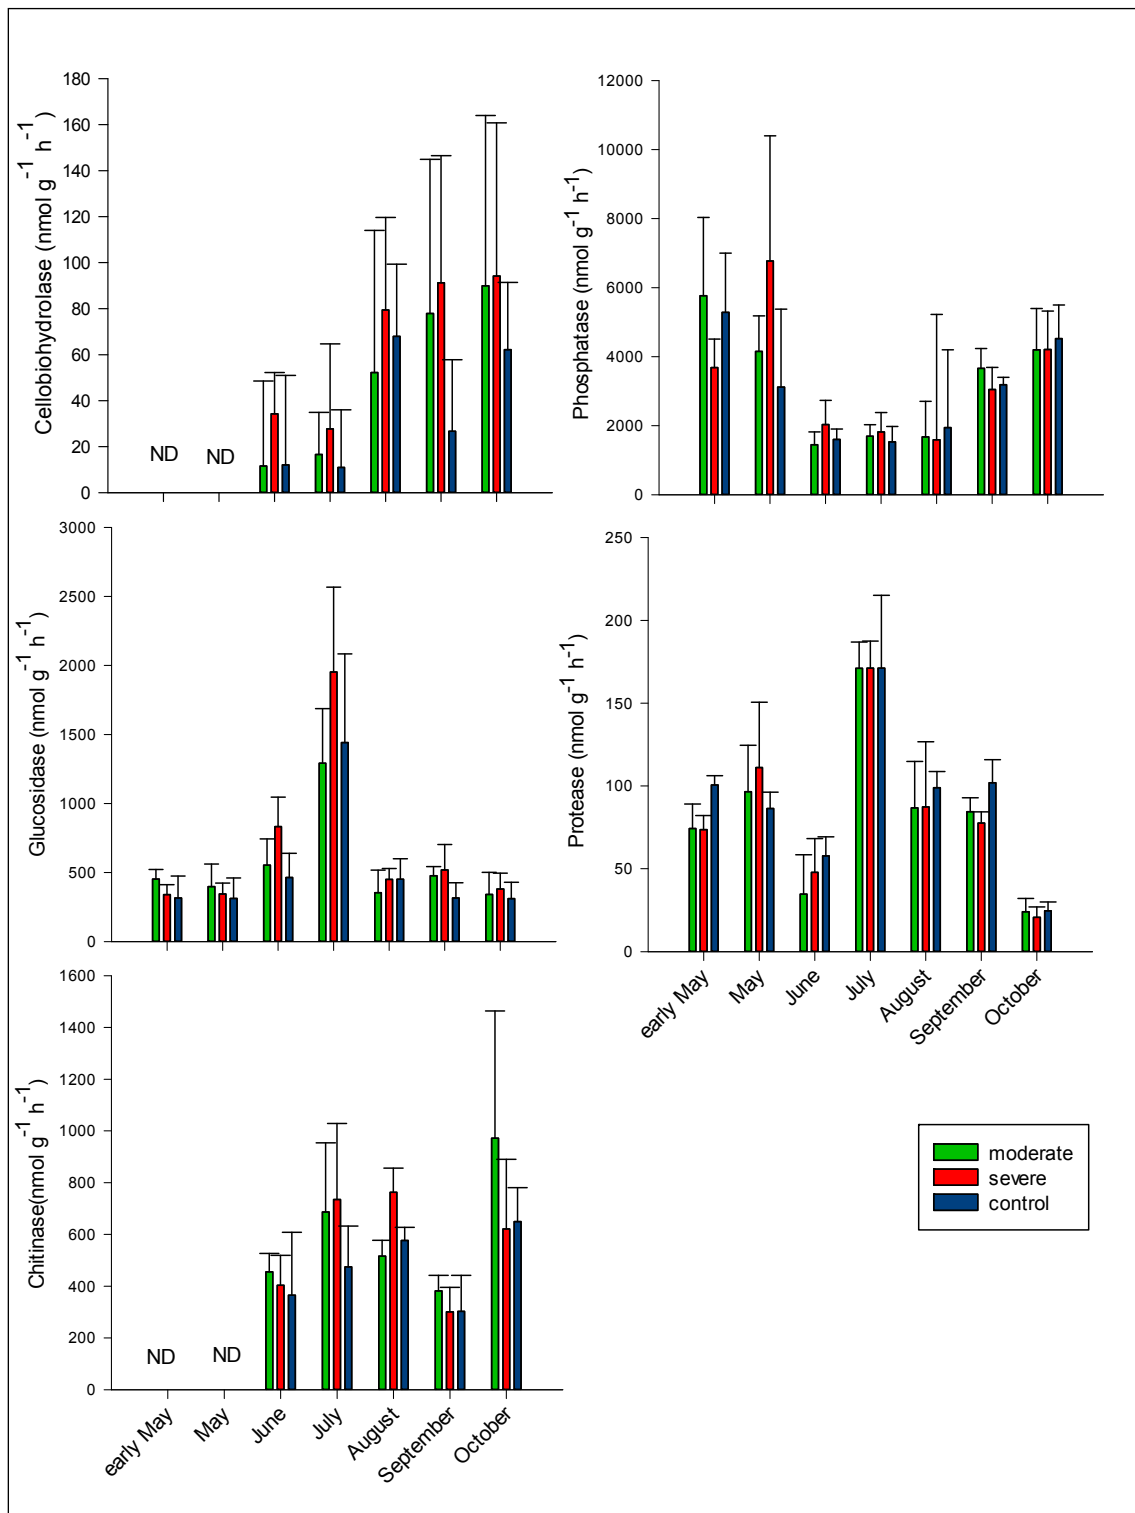 Cellobiohydrolase (nmol g⁻¹ h⁻¹)
180
160
140
120
100
80
60
40
20
0
ND
ND
Phosphatase (nmol g⁻¹ h⁻¹)
12000
10000
8000
6000
4000
2000
0
Glucosidase (nmol g⁻¹ h⁻¹)
3000
2500
2000
1500
1000
500
0
Protease (nmol g⁻¹ h⁻¹)
250
200
150
100
50
0
early May
May
June
July
August
September
October
Chitinase(nmol g⁻¹ h⁻¹)
1600
1400
1200
1000
800
600
400
200
0
ND
ND
early May
May
June
July
August
September
October
moderate
severe
control